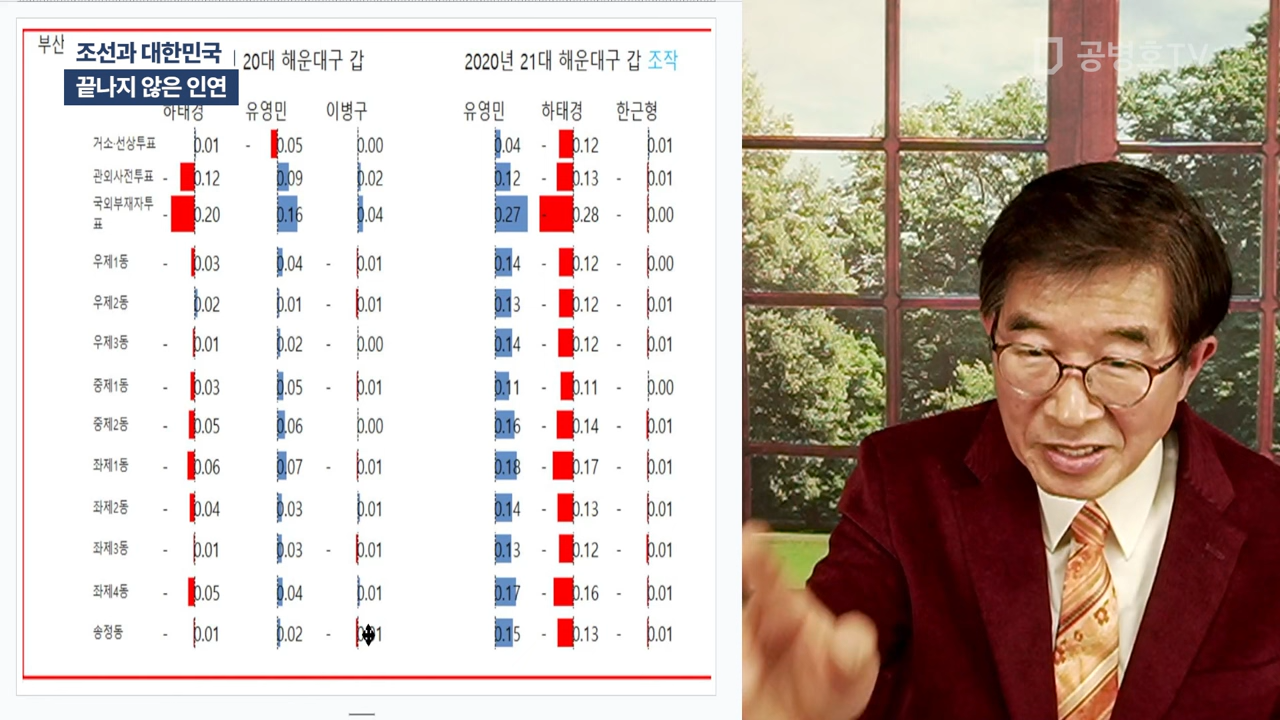 부산
조선과 대한민국
끝나지 않은 인연
20대 해운대구 갑
2020년 21대 해운대구 갑 조작
공병호TV
하태경 유영민 이병구 유영민 하태경 한근형
거소·선상투표 0.01 - 0.05 0.00 0.04 - 0.12 0.01
관외사전투표 - 0.12 0.09 0.02 0.12 - 0.13 - 0.01
국외부재자투표 - 0.20 0.16 0.04 0.27 - 0.28 - 0.00
우제1동 - 0.03 0.04 - 0.01 0.14 - 0.12 - 0.00
우제2동 0.02 0.01 - 0.01 0.13 - 0.12 - 0.01
우제3동 - 0.01 0.02 - 0.00 0.14 - 0.12 - 0.01
중제1동 - 0.03 0.05 - 0.01 0.11 - 0.11 - 0.00
중제2동 - 0.05 0.06 0.00 0.16 - 0.14 - 0.01
좌제1동 - 0.06 0.07 - 0.01 0.18 - 0.17 - 0.01
좌제2동 - 0.04 0.03 0.01 0.14 - 0.13 - 0.01
좌제3동 - 0.01 0.03 - 0.01 0.13 - 0.12 - 0.01
좌제4동 - 0.05 0.04 0.01 0.17 - 0.16 - 0.01
송정동 - 0.01 0.02 - 0.01 0.15 - 0.13 - 0.01